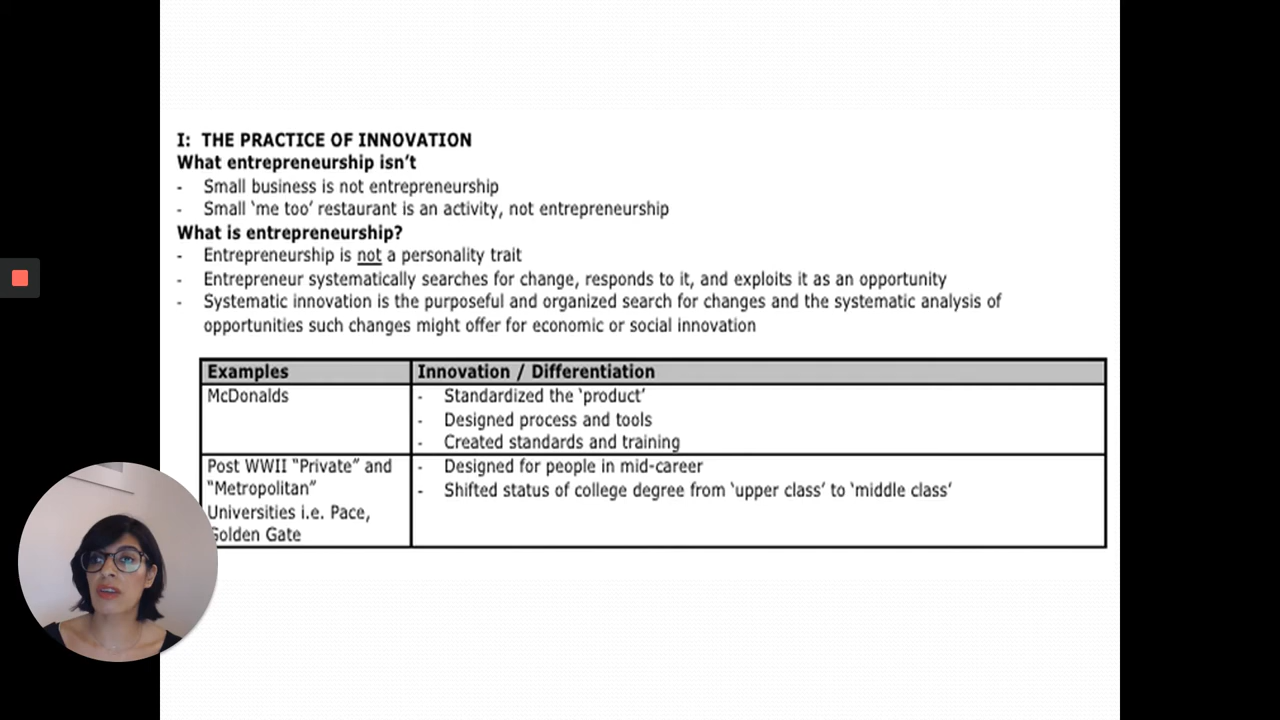 I: THE PRACTICE OF INNOVATION
What entrepreneurship isn't
- Small business is not entrepreneurship
- Small 'me too' restaurant is an activity, not entrepreneurship
What is entrepreneurship?
- Entrepreneurship is not a personality trait
- Entrepreneur systematically searches for change, responds to it, and exploits it as an opportunity
- Systematic innovation is the purposeful and organized search for changes and the systematic analysis of
opportunities such changes might offer for economic or social innovation
Examples
Innovation / Differentiation
McDonalds
- Standardized the 'product'
- Designed process and tools
- Created standards and training
Post WWII "Private" and
"Metropolitan"
Universities i.e. Pace,
Golden Gate
- Designed for people in mid-career
- Shifted status of college degree from 'upper class' to 'middle class'